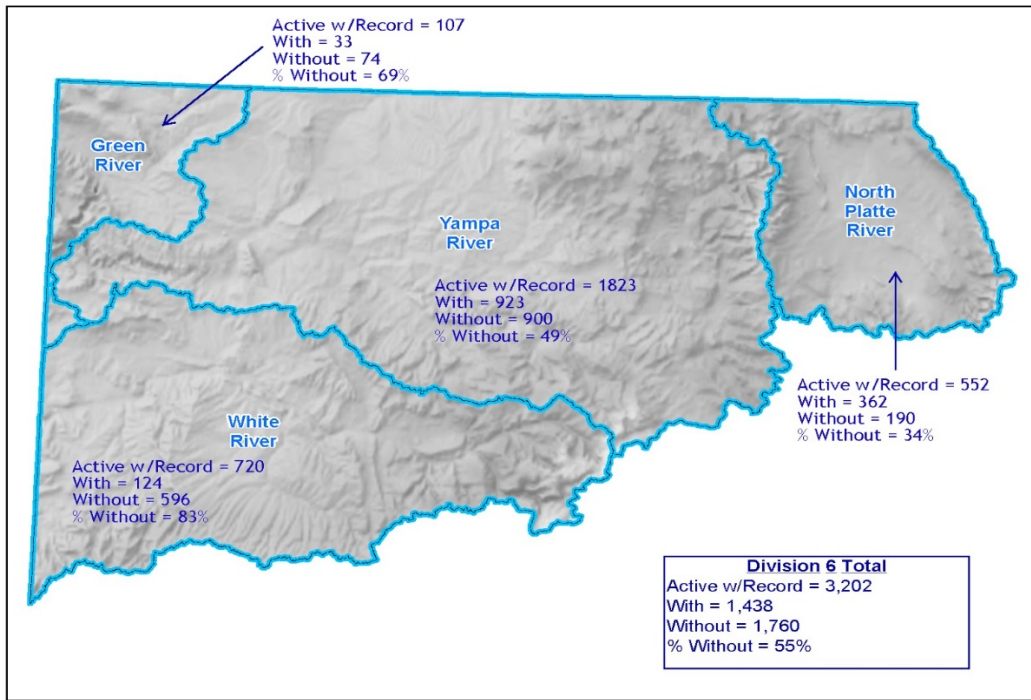 Active w/Record = 107
With = 33
Without = 74
% Without = 69%
Green
River
Yampa
River
Active w/Record = 1823
With = 923
Without = 900
% Without = 49%
North
Platte
River
Active w/Record = 552
With = 362
Without = 190
% Without = 34%
White
River
Active w/Record = 720
With = 124
Without = 596
% Without = 83%
Division 6 Total
Active w/Record = 3,202
With = 1,438
Without = 1,760
% Without = 55%